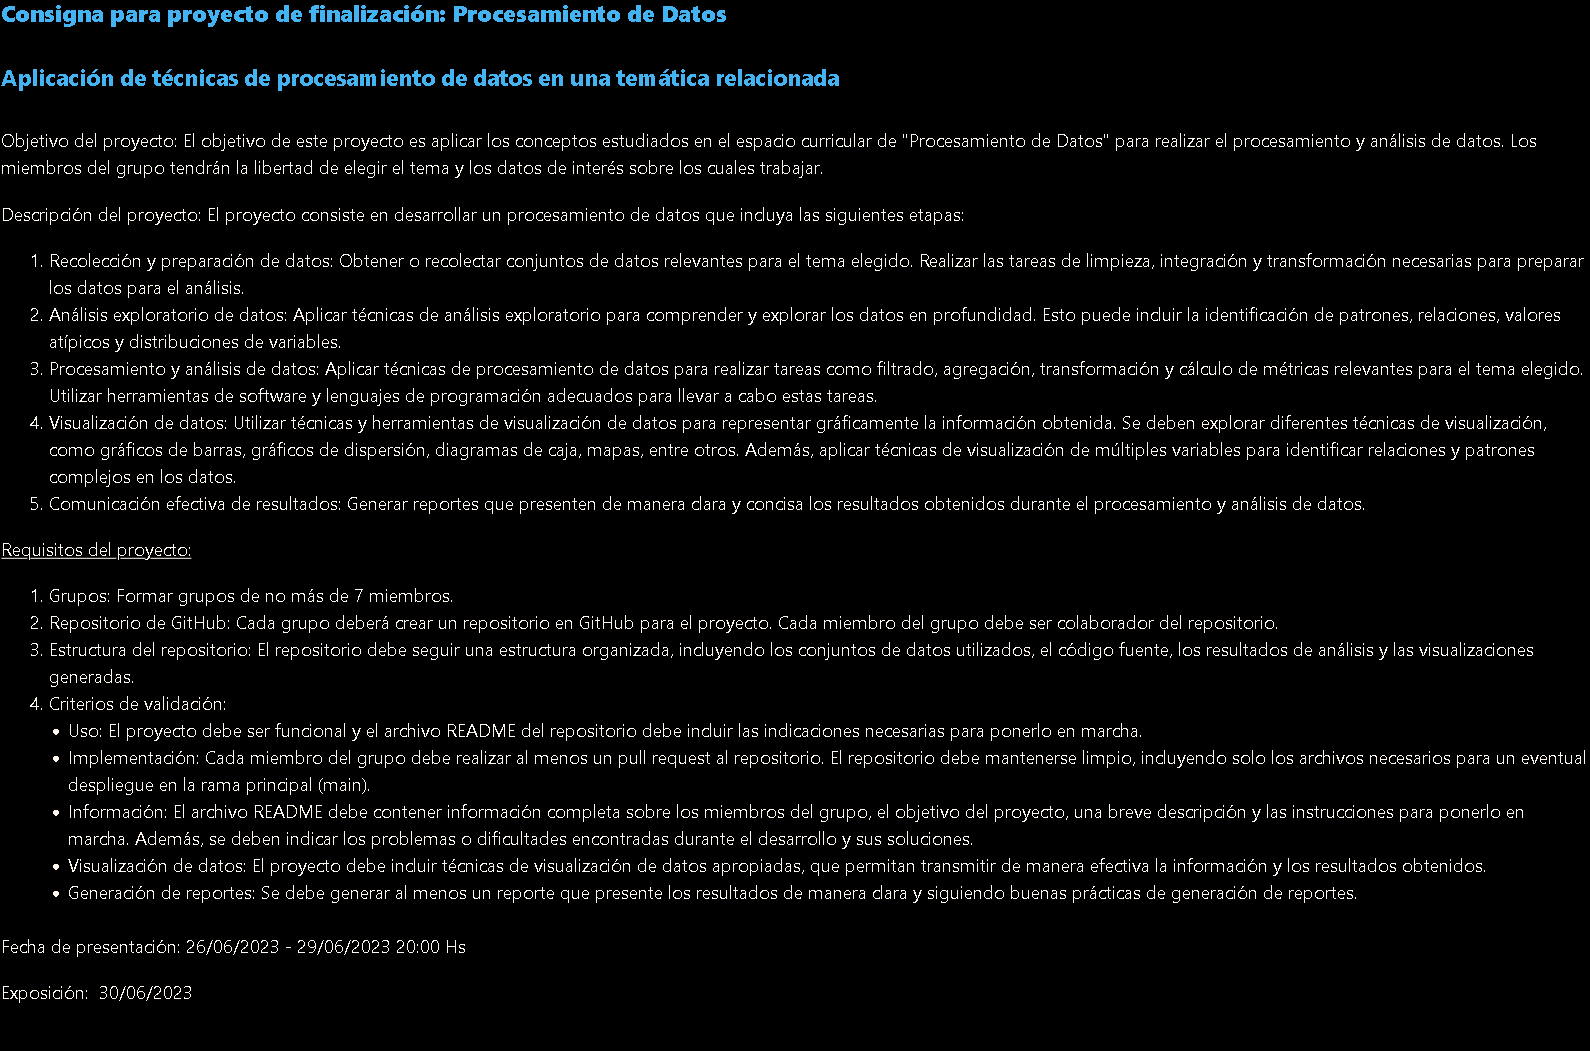 Consigna para proyecto de finalización: Procesamiento de Datos
Aplicación de técnicas de procesamiento de datos en una temática relacionada
Objetivo del proyecto: El objetivo de este proyecto es aplicar los conceptos estudiados en el espacio curricular de "Procesamiento de Datos" para realizar el procesamiento y análisis de datos. Los
miembros del grupo tendrán la libertad de elegir el tema y los datos de interés sobre los cuales trabajar.
Descripción del proyecto: El proyecto consiste en desarrollar un procesamiento de datos que incluya las siguientes etapas:
1. Recolección y preparación de datos: Obtener o recolectar conjuntos de datos relevantes para el tema elegido. Realizar las tareas de limpieza, integración y transformación necesarias para preparar
los datos para el análisis.
2. Análisis exploratorio de datos: Aplicar técnicas de análisis exploratorio para comprender y explorar los datos en profundidad. Esto puede incluir la identificación de patrones, relaciones, valores
atípicos y distribuciones de variables.
3. Procesamiento y análisis de datos: Aplicar técnicas de procesamiento de datos para realizar tareas como filtrado, agregación, transformación y cálculo de métricas relevantes para el tema elegido.
Utilizar herramientas de software y lenguajes de programación adecuados para llevar a cabo estas tareas.
4. Visualización de datos: Utilizar técnicas y herramientas de visualización de datos para representar gráficamente la información obtenida. Se deben explorar diferentes técnicas de visualización,
como gráficos de barras, gráficos de dispersión, diagramas de caja, mapas, entre otros. Además, aplicar técnicas de visualización de múltiples variables para identificar relaciones y patrones
complejos en los datos.
5. Comunicación efectiva de resultados: Generar reportes que presenten de manera clara y concisa los resultados obtenidos durante el procesamiento y análisis de datos.
Requisitos del proyecto:
1. Grupos: Formar grupos de no más de 7 miembros.
2. Repositorio de GitHub: Cada grupo deberá crear un repositorio en GitHub para el proyecto. Cada miembro del grupo debe ser colaborador del repositorio.
3. Estructura del repositorio: El repositorio debe seguir una estructura organizada, incluyendo los conjuntos de datos utilizados, el código fuente, los resultados de análisis y las visualizaciones
generadas.
4. Criterios de validación:
• Uso: El proyecto debe ser funcional y el archivo README del repositorio debe incluir las indicaciones necesarias para ponerlo en marcha.
• Implementación: Cada miembro del grupo debe realizar al menos un pull request al repositorio. El repositorio debe mantenerse limpio, incluyendo solo los archivos necesarios para un eventual
despliegue en la rama principal (main).
• Información: El archivo README debe contener información completa sobre los miembros del grupo, el objetivo del proyecto, una breve descripción y las instrucciones para ponerlo en
marcha. Además, se deben indicar los problemas o dificultades encontradas durante el desarrollo y sus soluciones.
• Visualización de datos: El proyecto debe incluir técnicas de visualización de datos apropiadas, que permitan transmitir de manera efectiva la información y los resultados obtenidos.
• Generación de reportes: Se debe generar al menos un reporte que presente los resultados de manera clara y siguiendo buenas prácticas de generación de reportes.
Fecha de presentación: 26/06/2023 - 29/06/2023 20:00 Hs
Exposición: 30/06/2023